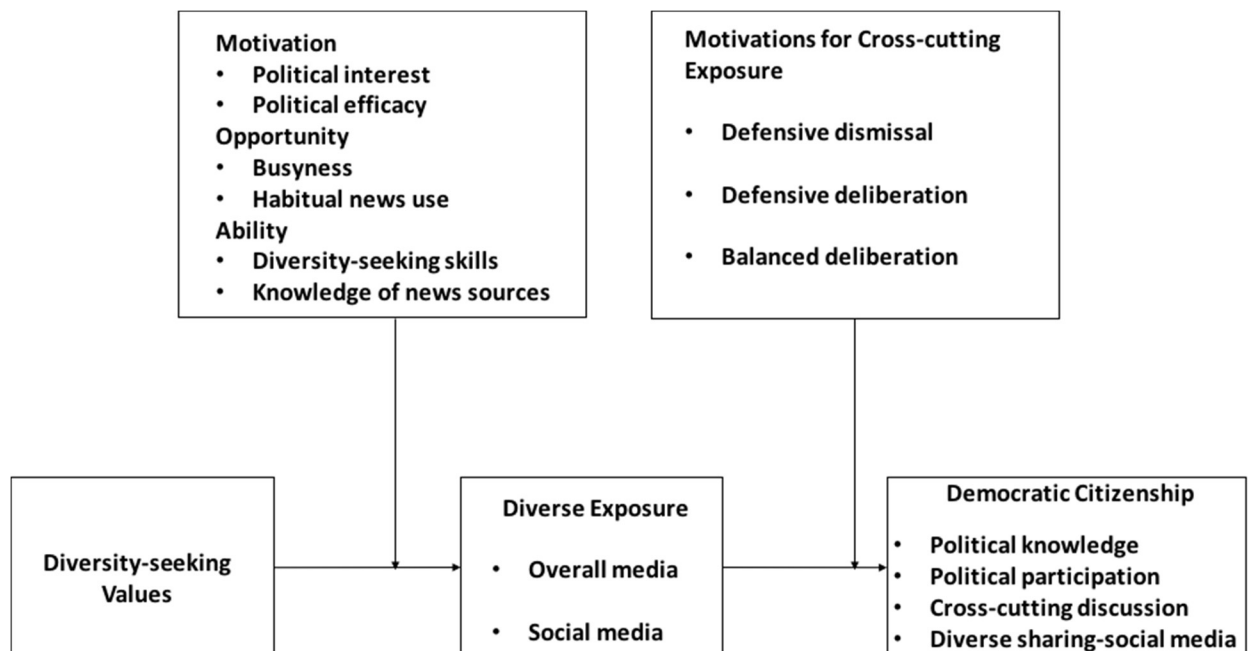 Motivation
• Political interest
• Political efficacy
Opportunity
• Busyness
• Habitual news use
Ability
• Diversity-seeking skills
• Knowledge of news sources
Motivations for Cross-cutting
Exposure
• Defensive dismissal
• Defensive deliberation
• Balanced deliberation
Diversity-seeking
Values
Diverse Exposure
• Overall media
• Social media
Democratic Citizenship
• Political knowledge
• Political participation
• Cross-cutting discussion
• Diverse sharing-social media